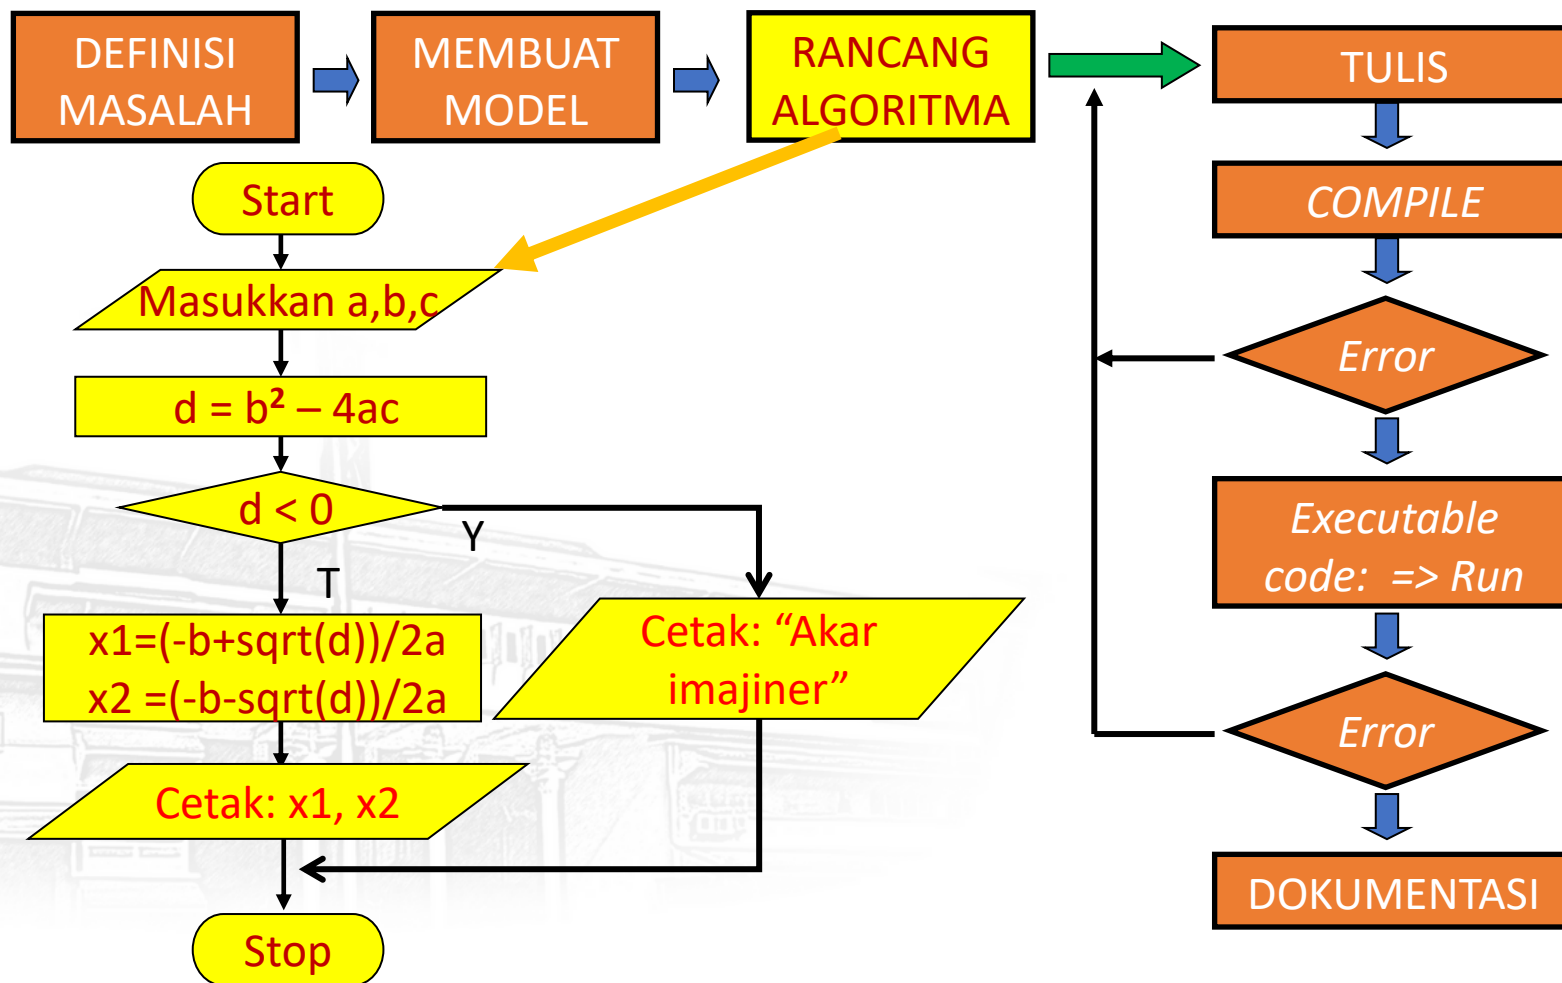 DEFINISI
MASALAH
MEMBUAT
MODEL
RANCANG
ALGORITMA
TULIS
COMPILE
Error
Executable
code: => Run
Error
DOKUMENTASI
Start
Masukkan a,b,c
d = b² – 4ac
d < 0
Y
T
x1=(-b+sqrt(d))/2a
x2 =(-b-sqrt(d))/2a
Cetak: “Akar
imajiner”
Cetak: x1, x2
Stop